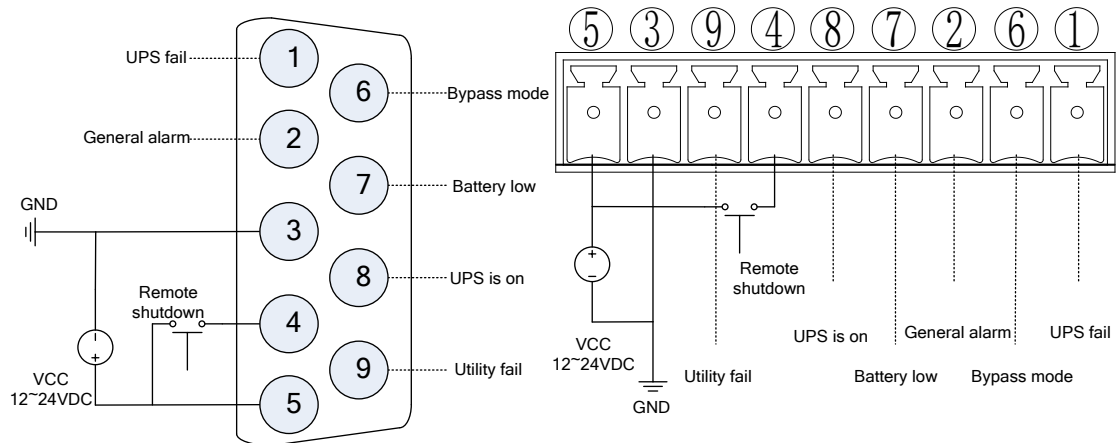 UPS fail
1
6
Bypass mode
General alarm
2
7
Battery low
GND
3
8
UPS is on
Remote
shutdown
4
9
Utility fail
VCC
12~24VDC
5
5 3 9 4 8 7 2 6 1
Remote
shutdown
VCC
12~24VDC
UPS is on
General alarm
UPS fail
Utility fail
Battery low
Bypass mode
GND